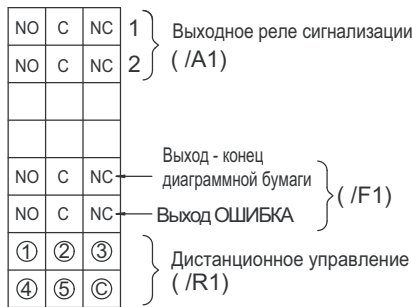 NO C NC 1 Выходное реле сигнализации
NO C NC 2 ( /A1)
Выход - конец
NO C NC диаграммной бумаги
( /F1)
NO C NC Выход ОШИБКА
① ② ③ Дистанционное управление
④ ⑤ Ⓒ ( /R1)